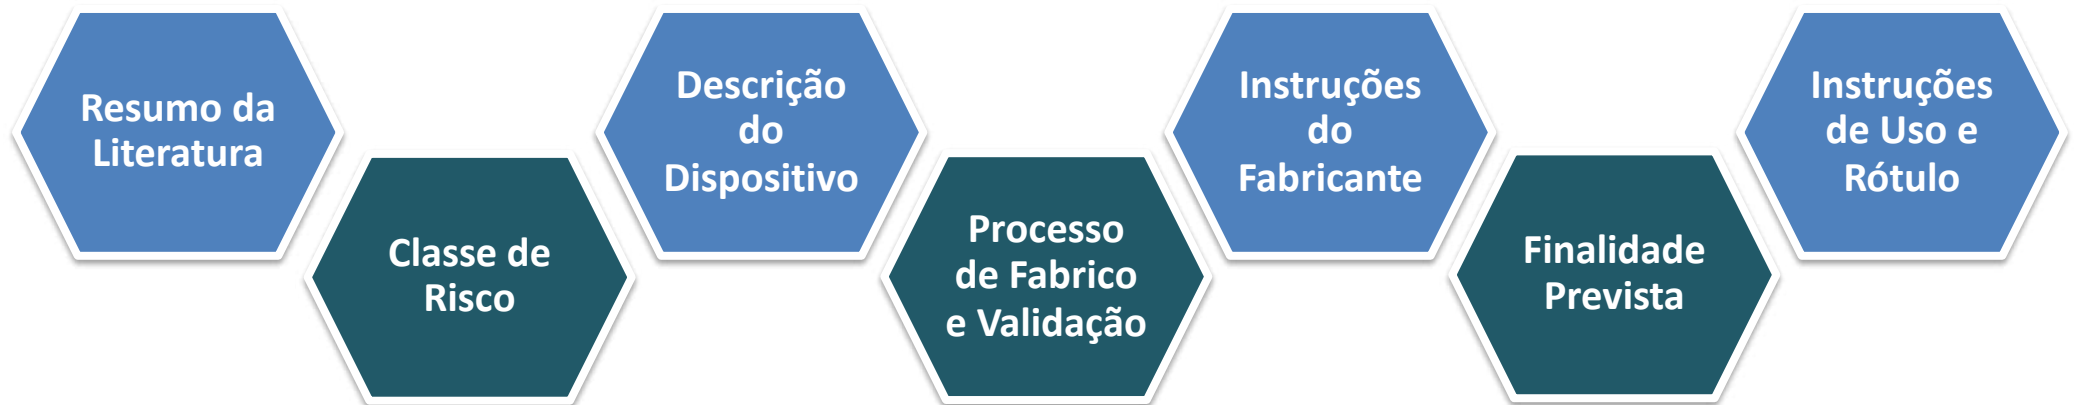 Resumo da
Literatura
Classe de
Risco
Descrição
do
Dispositivo
Processo
de Fabrico
e Validação
Instruções
do
Fabricante
Finalidade
Prevista
Instruções
de Uso e
Rótulo